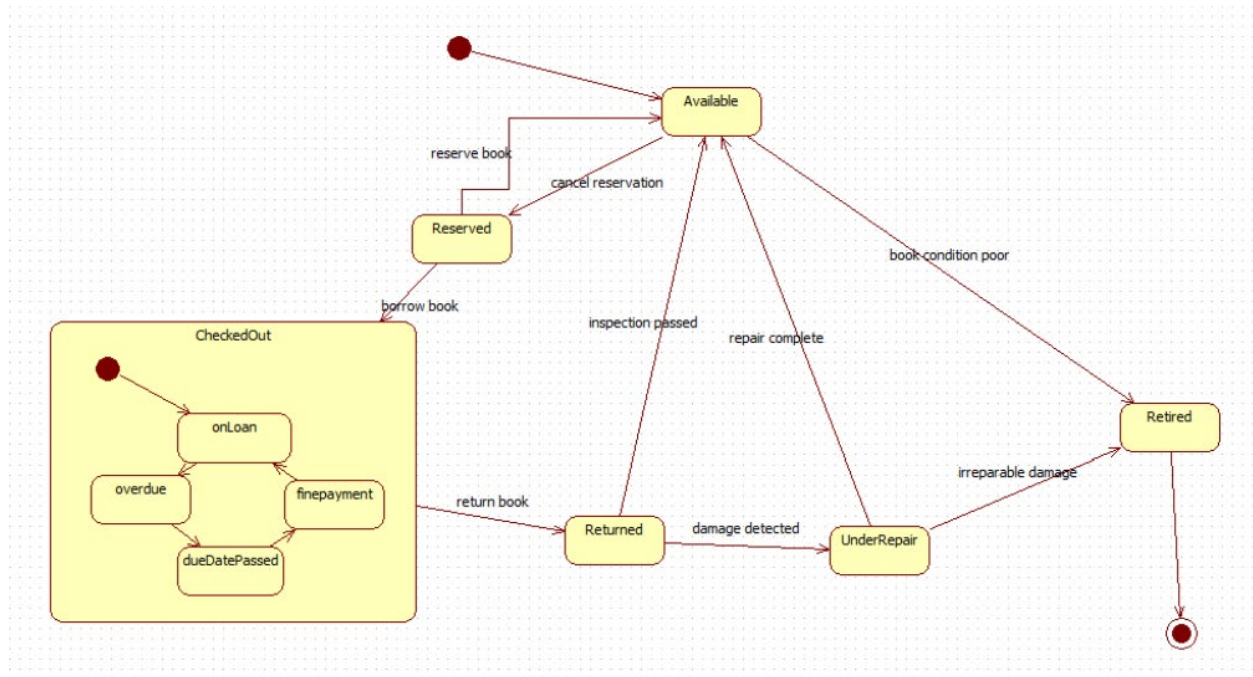 Available
reserve book
cancel reservation
Reserved
book condition poor
borrow book
inspection passed
repair complete
CheckedOut
onLoan
overdue
finepayment
dueDatePassed
return book
Returned
damage detected
UnderRepair
irreparable damage
Retired